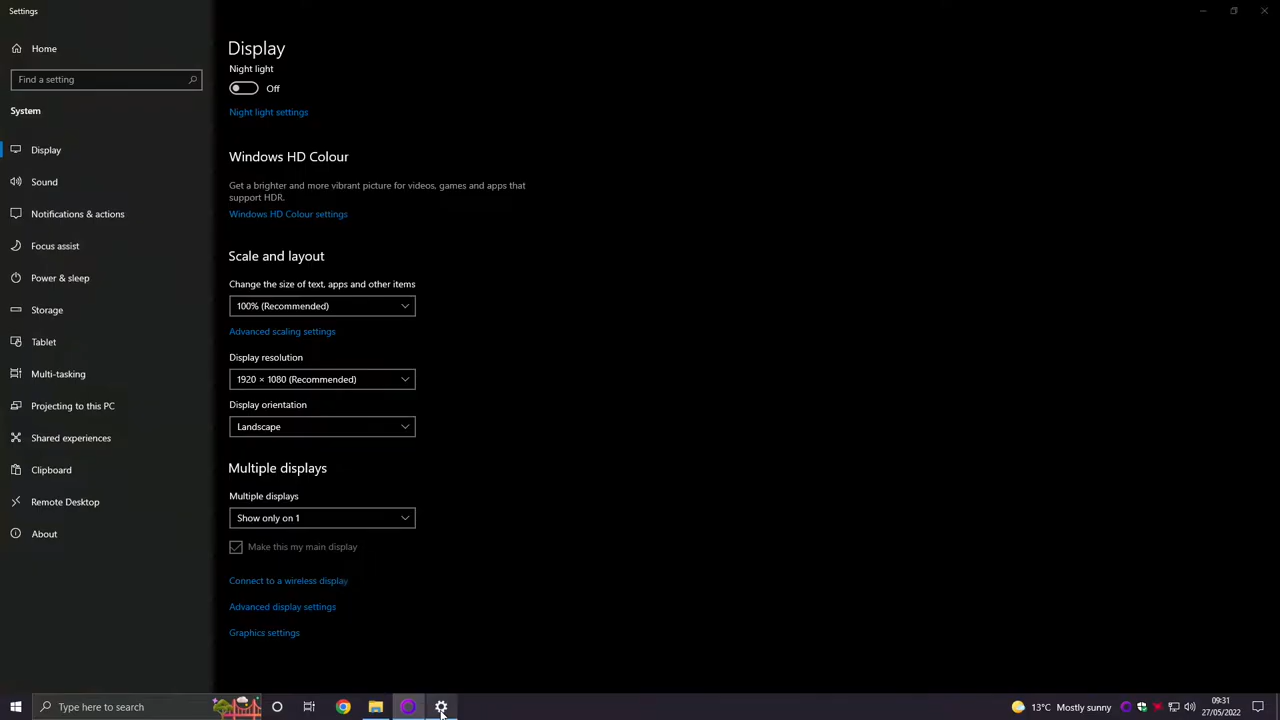 Settings
Home
Find a setting
System
Display
Sound
Notifications & actions
Focus assist
Power & sleep
Storage
Tablet
Multi-tasking
Projecting to this PC
Shared experiences
Clipboard
Remote Desktop
About
Display
Night light
Off
Night light settings
Windows HD Colour
Get a brighter and more vibrant picture for videos, games and apps that
support HDR.
Windows HD Colour settings
Scale and layout
Change the size of text, apps and other items
100% (Recommended)
Advanced scaling settings
Display resolution
1920 × 1080 (Recommended)
Display orientation
Landscape
Multiple displays
Multiple displays
Show only on 1
Make this my main display
Connect to a wireless display
Advanced display settings
Graphics settings
Type here to search
13°C Mostly sunny
09:31
27/05/2022